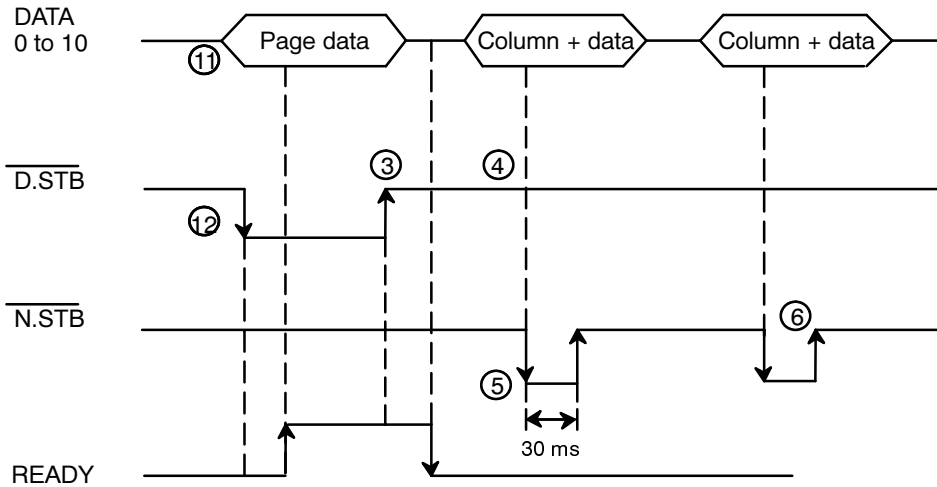 DATA
0 to 10
Page data
Column + data
Column + data
11
D.STB
3
4
12
N.STB
6
5
30 ms
READY